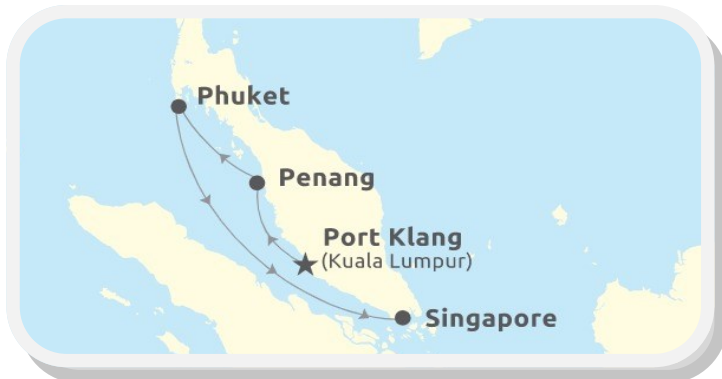 Phuket
Penang
Port Klang
(Kuala Lumpur)
Singapore